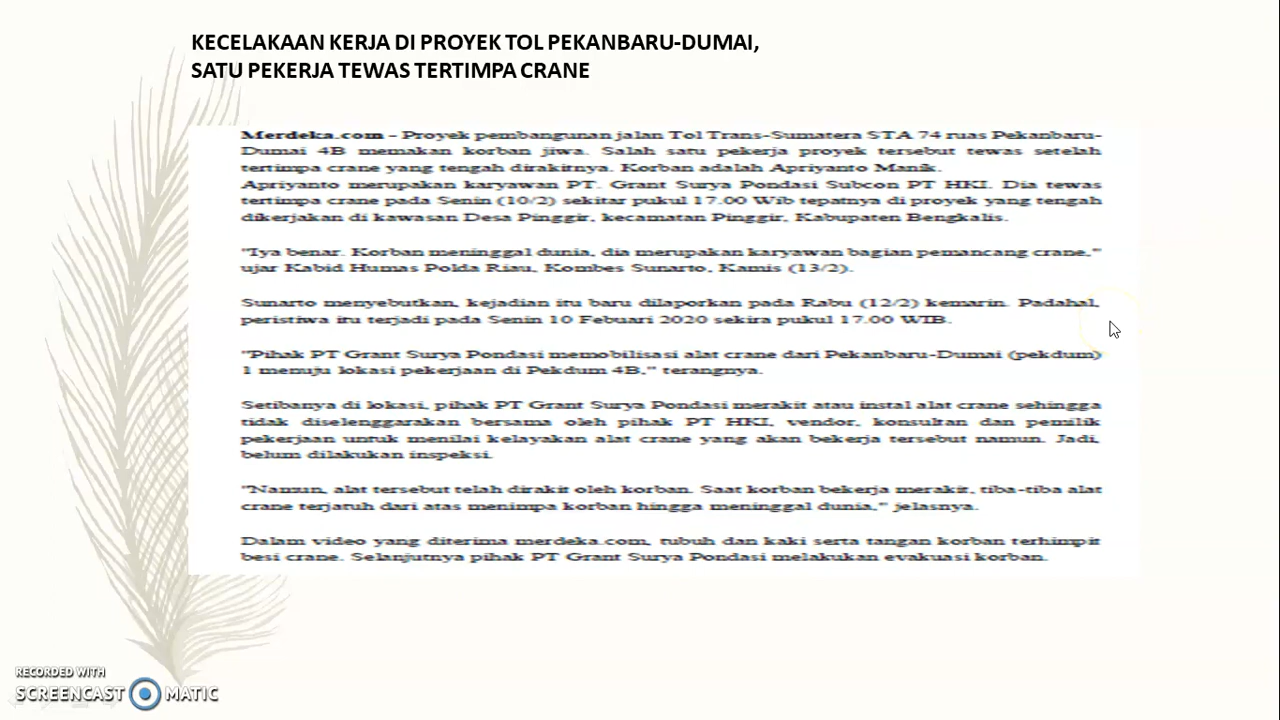 KECELAKAAN KERJA DI PROYEK TOL PEKANBARU-DUMAI,
SATU PEKERJA TEWAS TERTIMPA CRANE
Merdeka.com - Proyek pembangunan jalan Tol Trans-Sumatera STA 74 ruas Pekanbaru-
Dumai 4B memakan korban jiwa. Salah satu pekerja proyek tersebut tewas setelah
tertimpa crane yang tengah dirakitnya. Korban adalah Apriyanto Manik.
Apriyanto merupakan karyawan PT. Grant Surya Pondasi Subcon PT HKI. Dia tewas
tertimpa crane pada Senin (10/2) sekitar pukul 17.00 Wib tepatnya di proyek yang tengah
dikerjakan di kawasan Desa Pinggir, kecamatan Pinggir, Kabupaten Bengkalis.
"Iya benar. Korban meninggal dunia, dia merupakan karyawan bagian pemancang crane,"
ujar Kabid Humas Polda Riau, Kombes Sunarto, Kamis (13/2).
Sunarto menyebutkan, kejadian itu baru dilaporkan pada Rabu (12/2) kemarin. Padahal,
peristiwa itu terjadi pada Senin 10 Febuari 2020 sekira pukul 17.00 WIB.
"Pihak PT Grant Surya Pondasi memobilisasi alat crane dari Pekanbaru-Dumai (pekdum)
1 menuju lokasi pekerjaan di Pekdum 4B," terangnya.
Setibanya di lokasi, pihak PT Grant Surya Pondasi merakit atau instal alat crane sehingga
tidak diselenggarakan bersama oleh pihak PT HKI, vendor, konsultan dan pemilik
pekerjaan untuk menilai kelayakan alat crane yang akan bekerja tersebut namun. Jadi,
belum dilakukan inspeksi.
"Namun, alat tersebut telah dirakit oleh korban. Saat korban bekerja merakit, tiba-tiba alat
crane terjatuh dari atas menimpa korban hingga meninggal dunia," jelasnya.
Dalam video yang diterima merdeka.com, tubuh dan kaki serta tangan korban terhimpit
besi crane. Selanjutnya pihak PT Grant Surya Pondasi melakukan evakuasi korban.
RECORDED WITH
SCREENCAST MATIC